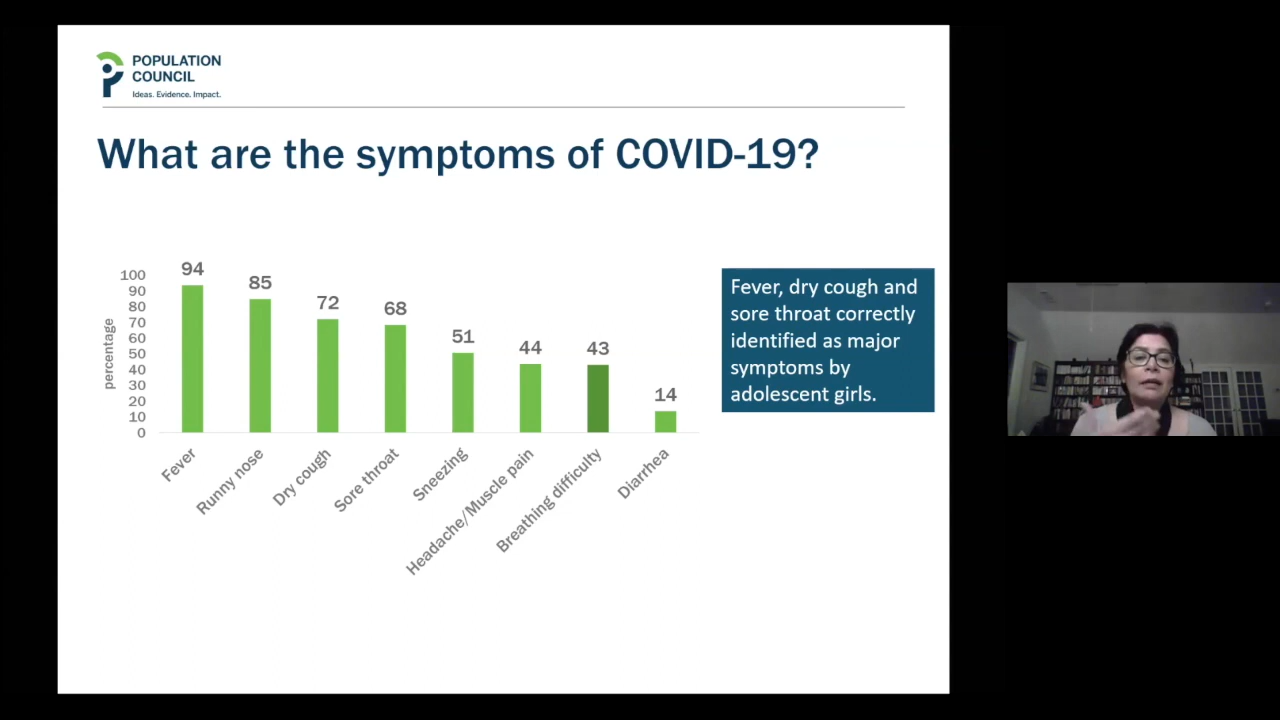 POPULATION
COUNCIL
Ideas. Evidence. Impact.
What are the symptoms of COVID-19?
percentage
100
90
80
70
60
50
40
30
20
10
0
94
85
72
68
51
44
43
14
Fever
Runny nose
Dry cough
Sore throat
Sneezing
Headache/Muscle pain
Breathing difficulty
Diarrhea
Fever, dry cough and
sore throat correctly
identified as major
symptoms by
adolescent girls.